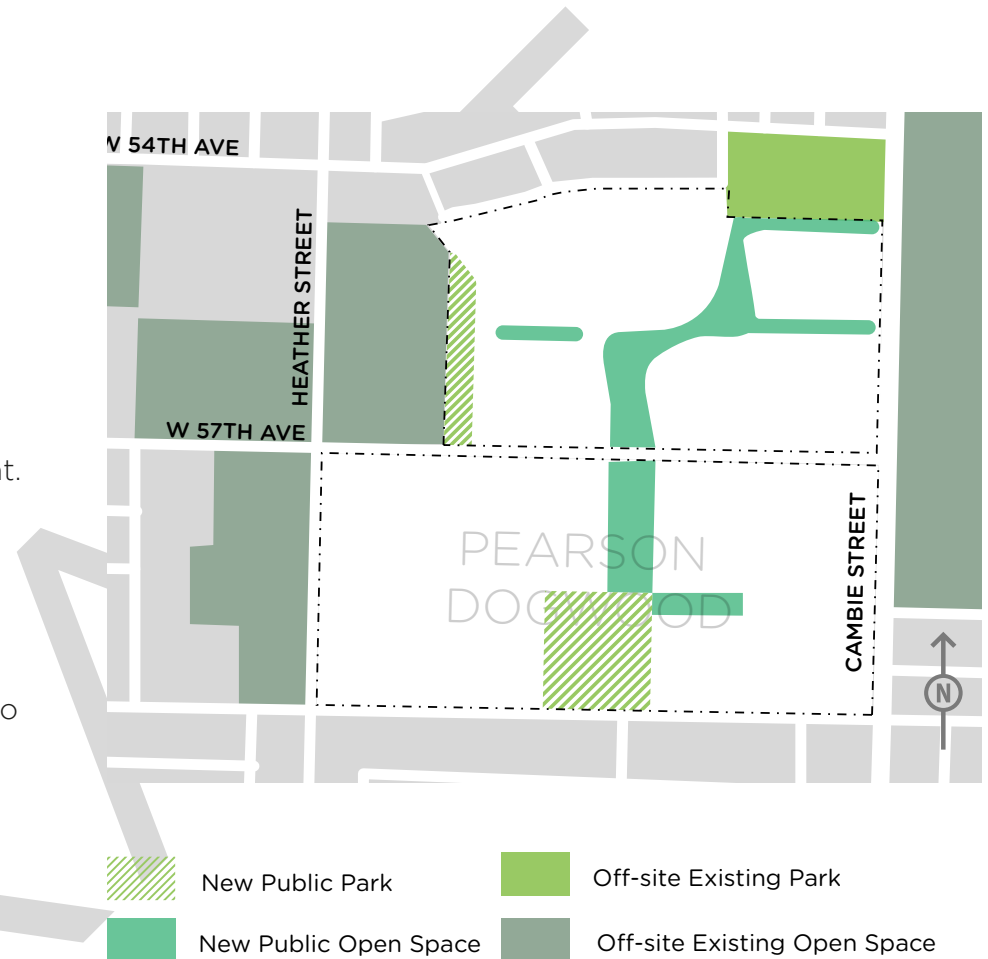 W 54TH AVE
HEATHER STREET
W 57TH AVE
PEARSON
DOGWOOD
CAMBIE STREET
N
New Public Park
Off-site Existing Park
New Public Open Space
Off-site Existing Open Space